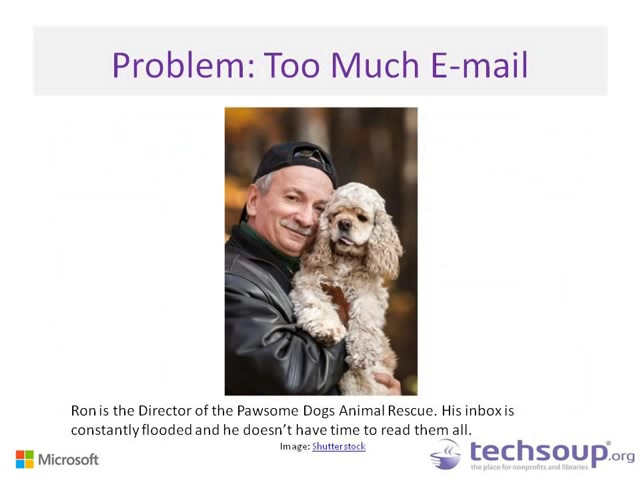 Problem: Too Much E-mail
Ron is the Director of the Pawsome Dogs Animal Rescue. His inbox is
constantly flooded and he doesn't have time to read them all.
Image: Shutterstock
Microsoft
techsoup®.org
the place for nonprofits and libraries